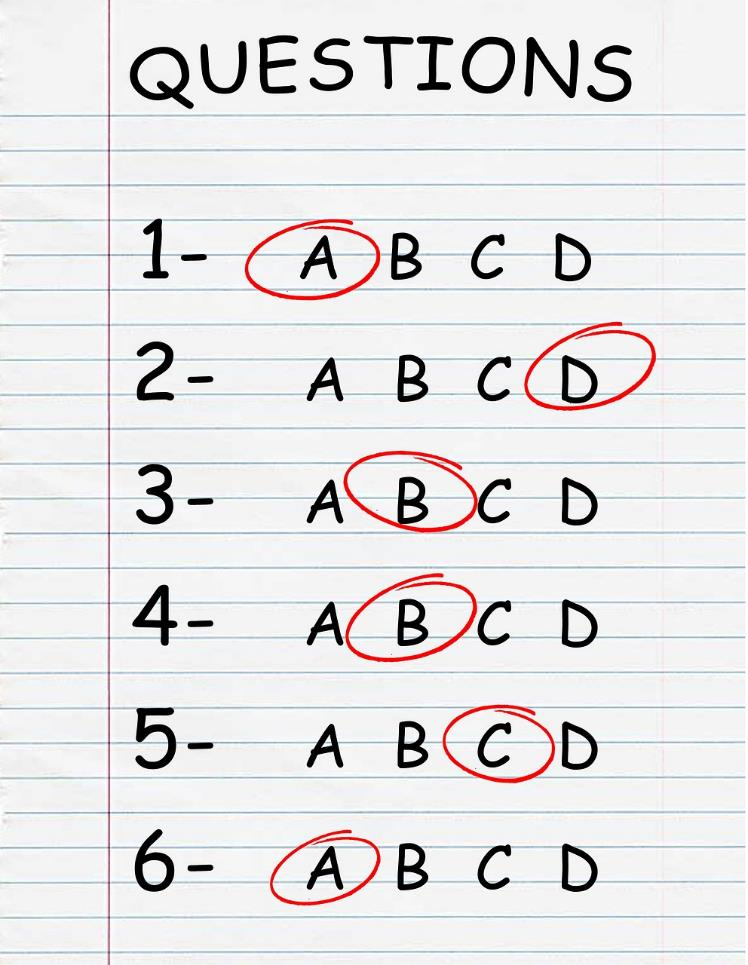 QUESTIONS
1- A B C D
2- A B C D
3- A B C D
4- A B C D
5- A B C D
6- A B C D